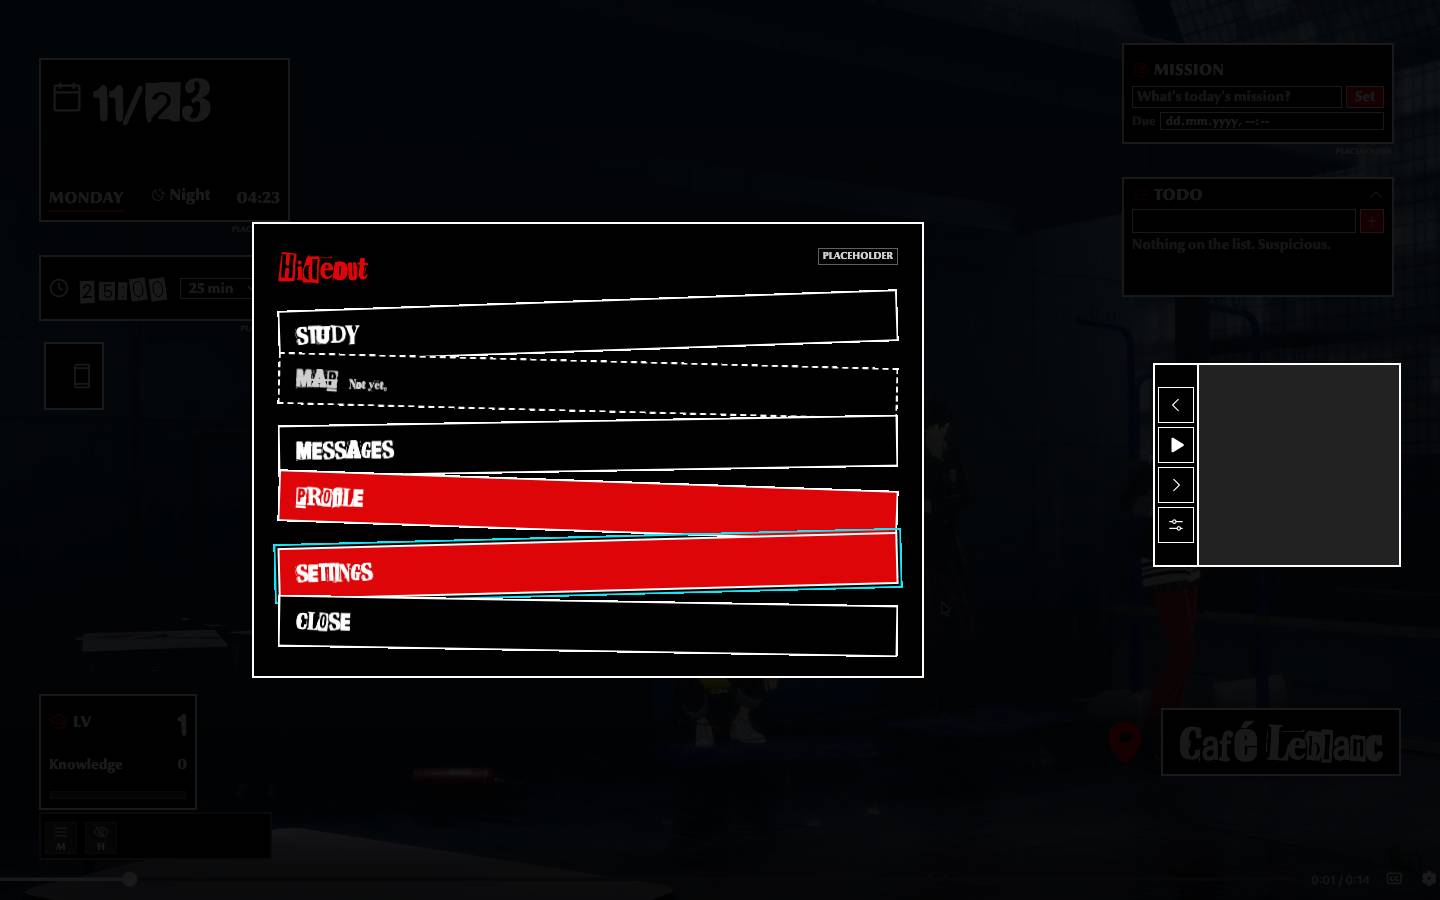 11/23
MONDAY Night 04:23
25:00 25 min
MISSION
What's today's mission? Set
Due dd.mm.yyyy, --:--
PLACEHOLDER
TODO
+
Nothing on the list. Suspicious.
Hideout
PLACEHOLDER
STUDY
MAP Not yet.
MESSAGES
PROFILE
SETTINGS
CLOSE
LV 1
Knowledge 0
M H
Café Leblanc
0:01 / 0:14
CC